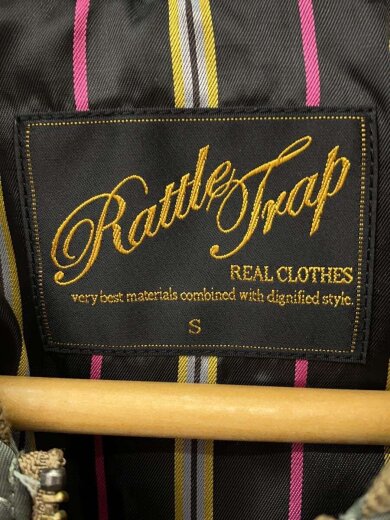 Rattle Trap
REAL CLOTHES
very best materials combined with dignified style.
S